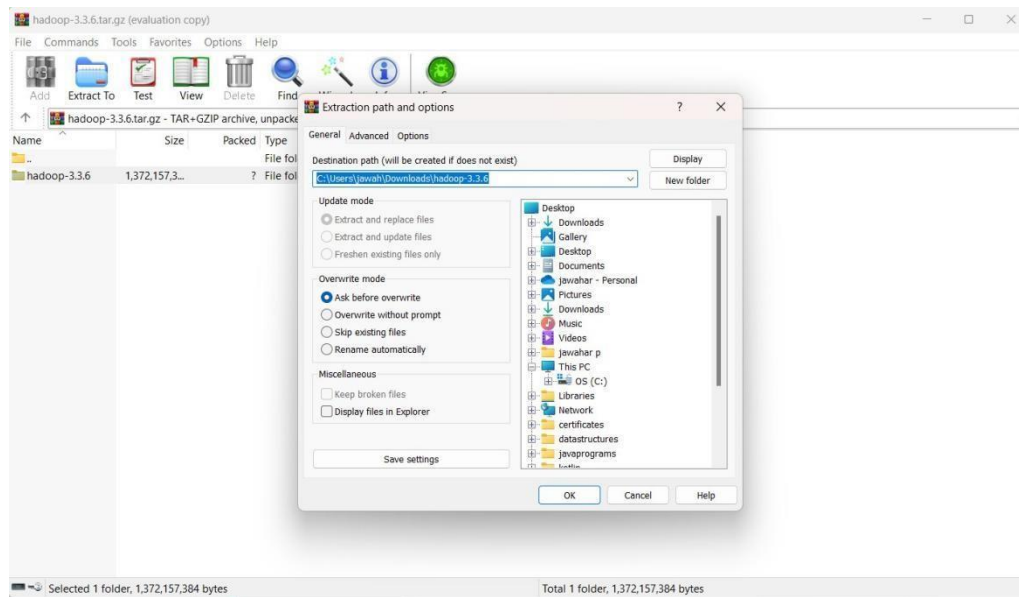 hadoop-3.3.6.tar.gz (evaluation copy)
File Commands Tools Favorites Options Help
Add Extract To Test View Delete Find
hadoop-3.3.6.tar.gz - TAR+GZIP archive, unpacke
Name Size Packed Type
.. File fol
hadoop-3.3.6 1,372,157,3... ? File fol
Extraction path and options ?
General Advanced Options
Destination path (will be created if does not exist)
C:\Users\jawah\Downloads\hadoop-3.3.6
Display
New folder
Update mode
Extract and replace files
Extract and update files
Freshen existing files only
Overwrite mode
Ask before overwrite
Overwrite without prompt
Skip existing files
Rename automatically
Miscellaneous
Keep broken files
Display files in Explorer
Save settings
Desktop
Downloads
Gallery
Desktop
Documents
jawahar - Personal
Pictures
Downloads
Music
Videos
jawahar p
This PC
OS (C:)
Libraries
Network
certificates
datastructures
javaprograms
OK Cancel Help
Selected 1 folder, 1,372,157,384 bytes
Total 1 folder, 1,372,157,384 bytes